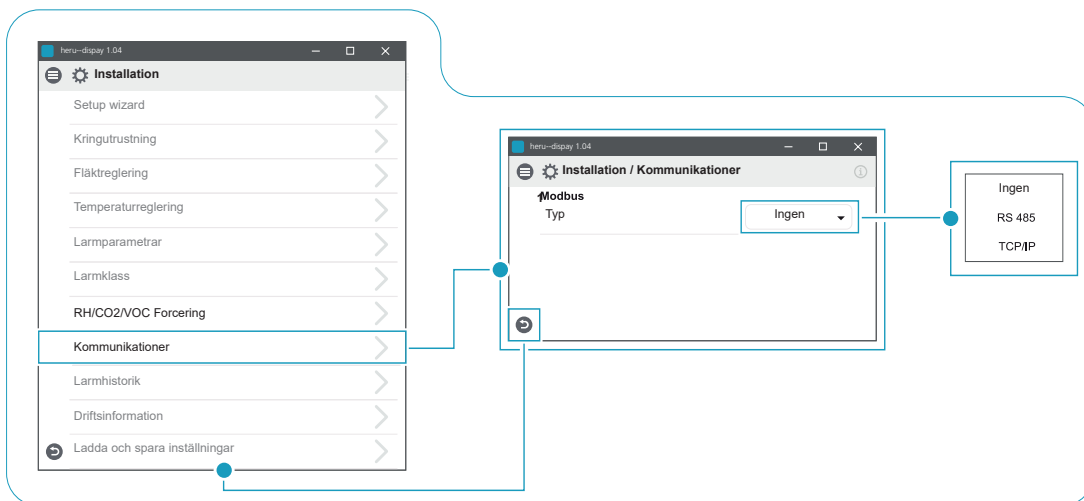 heru–dispay 1.04
Installation
Setup wizard
Kringutrustning
Fläktreglering
Temperaturreglering
Larmparametrar
Larmklass
RH/CO2/VOC Forcering
Kommunikationer
Larmhistorik
Driftsinformation
Ladda och spara inställningar
heru–dispay 1.04
Installation / Kommunikationer
Modbus
Typ
Ingen
Ingen
RS 485
TCP/IP